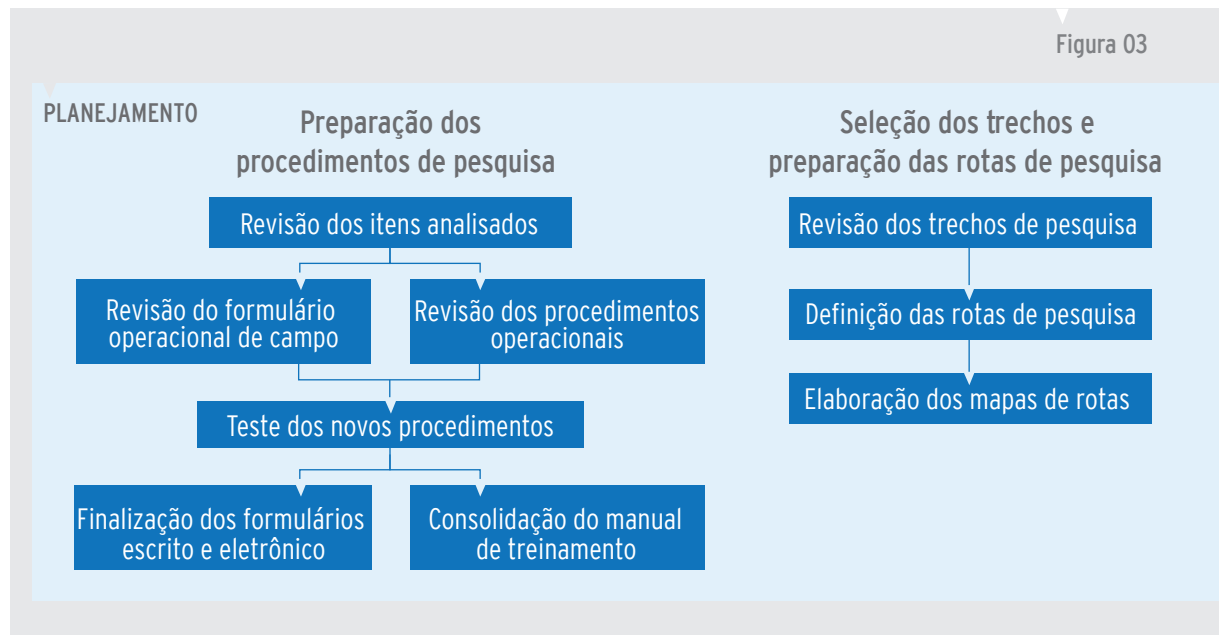 Figura 03
PLANEJAMENTO
Preparação dos
procedimentos de pesquisa
Revisão dos itens analisados
Revisão do formulário
operacional de campo
Revisão dos procedimentos
operacionais
Teste dos novos procedimentos
Finalização dos formulários
escrito e eletrônico
Consolidação do manual
de treinamento
Seleção dos trechos e
preparação das rotas de pesquisa
Revisão dos trechos de pesquisa
Definição das rotas de pesquisa
Elaboração dos mapas de rotas